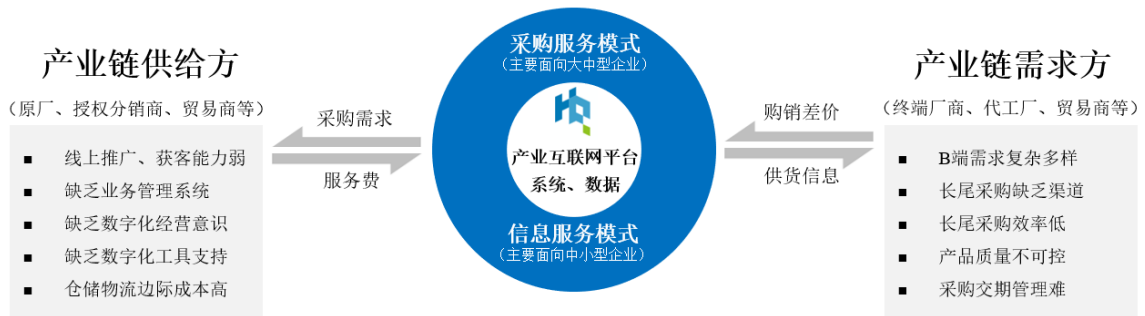 产业链供给方
（原厂、授权分销商、贸易商等）
■ 线上推广、获客能力弱
■ 缺乏业务管理系统
■ 缺乏数字化经营意识
■ 缺乏数字化工具支持
■ 仓储物流边际成本高
采购需求
服务费
采购服务模式
（主要面向大中型企业）
HQ
产业互联网平台
系统、数据
信息服务模式
（主要面向中小型企业）
购销差价
供货信息
产业链需求方
（终端厂商、代工厂、贸易商等）
■ B端需求复杂多样
■ 长尾采购缺乏渠道
■ 长尾采购效率低
■ 产品质量不可控
■ 采购交期管理难